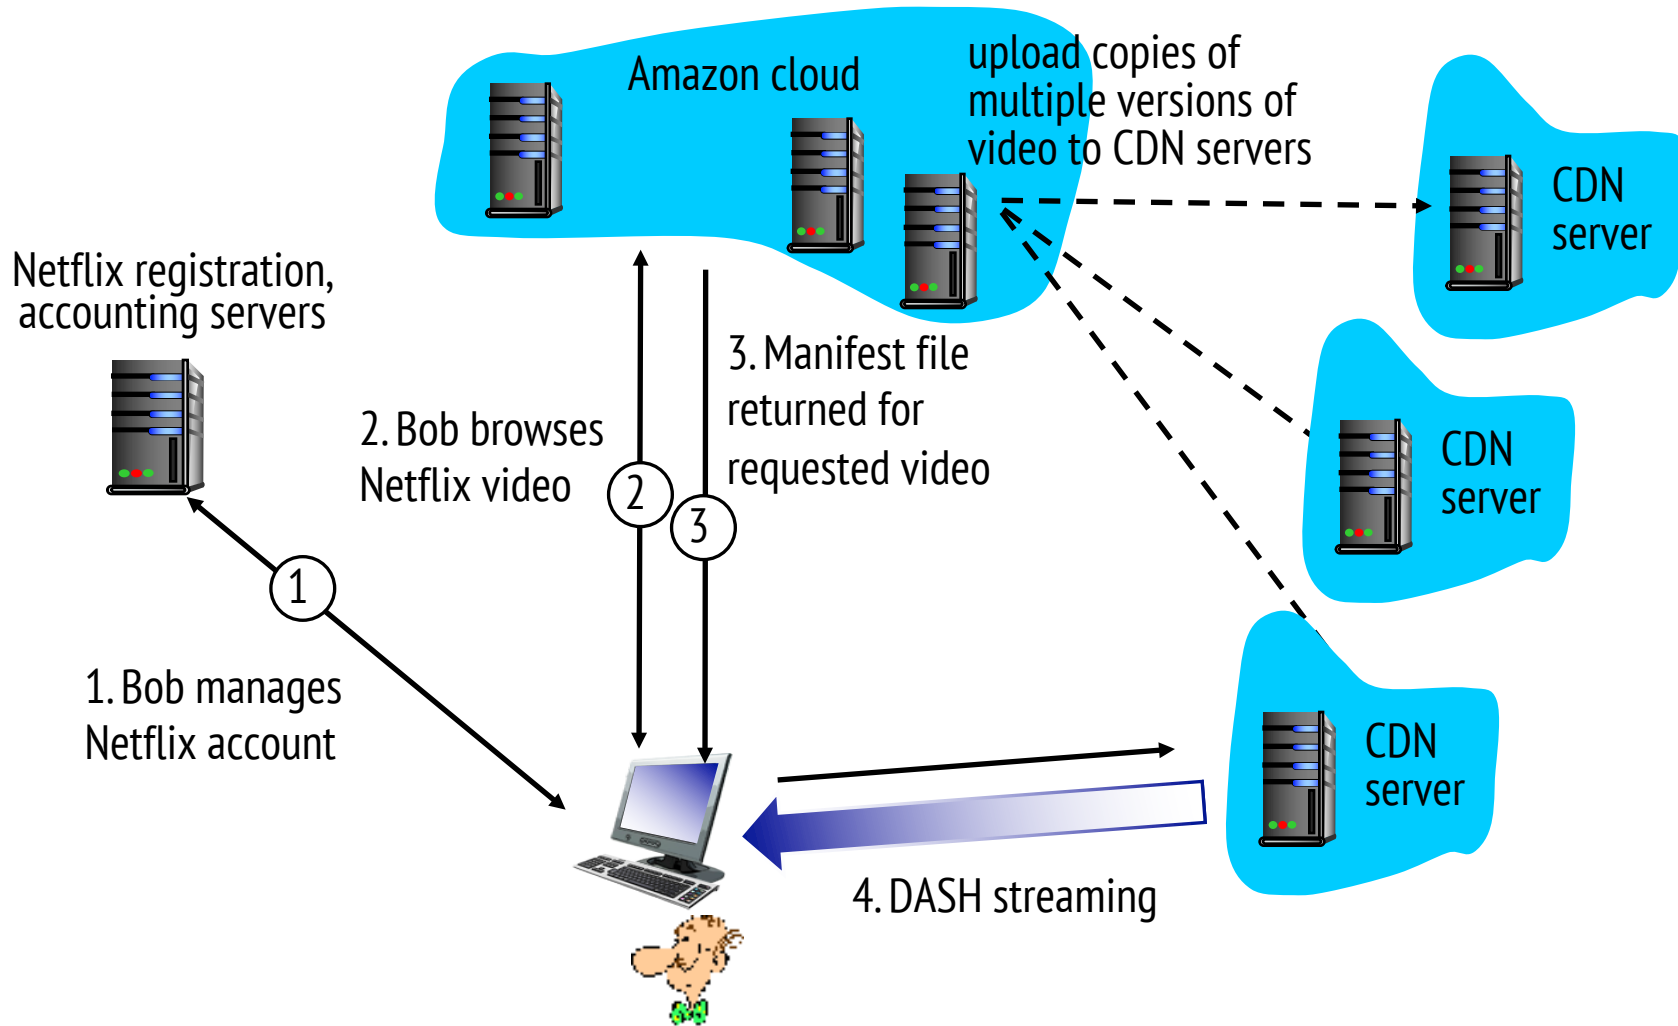 Amazon cloud
upload copies of
multiple versions of
video to CDN servers
CDN
server
Netflix registration,
accounting servers
3. Manifest file
returned for
requested video
2. Bob browses
Netflix video
2
3
CDN
server
1
1. Bob manages
Netflix account
CDN
server
4. DASH streaming